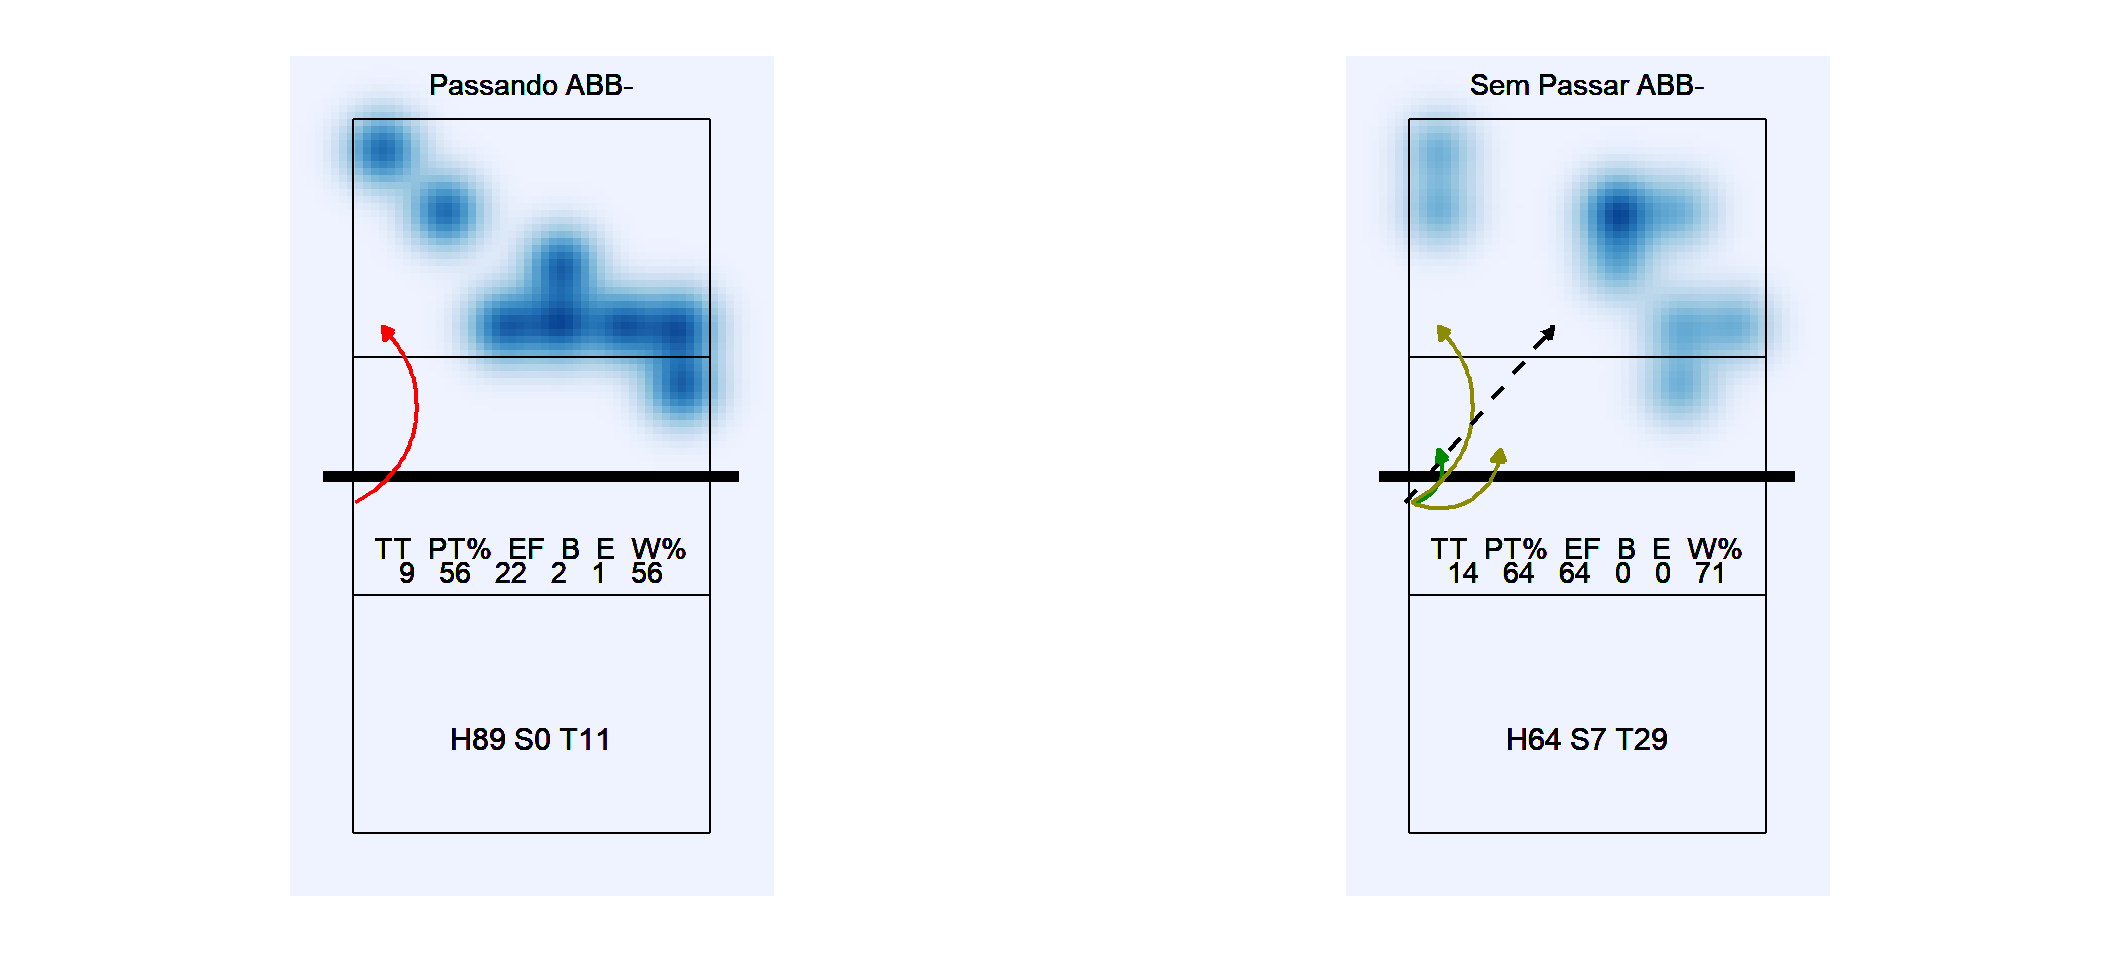 Passando ABB-
TT PT% EF B E W%
9 56 22 2 1 56
H89 S0 T11
Sem Passar ABB-
TT PT% EF B E W%
14 64 64 0 0 71
H64 S7 T29